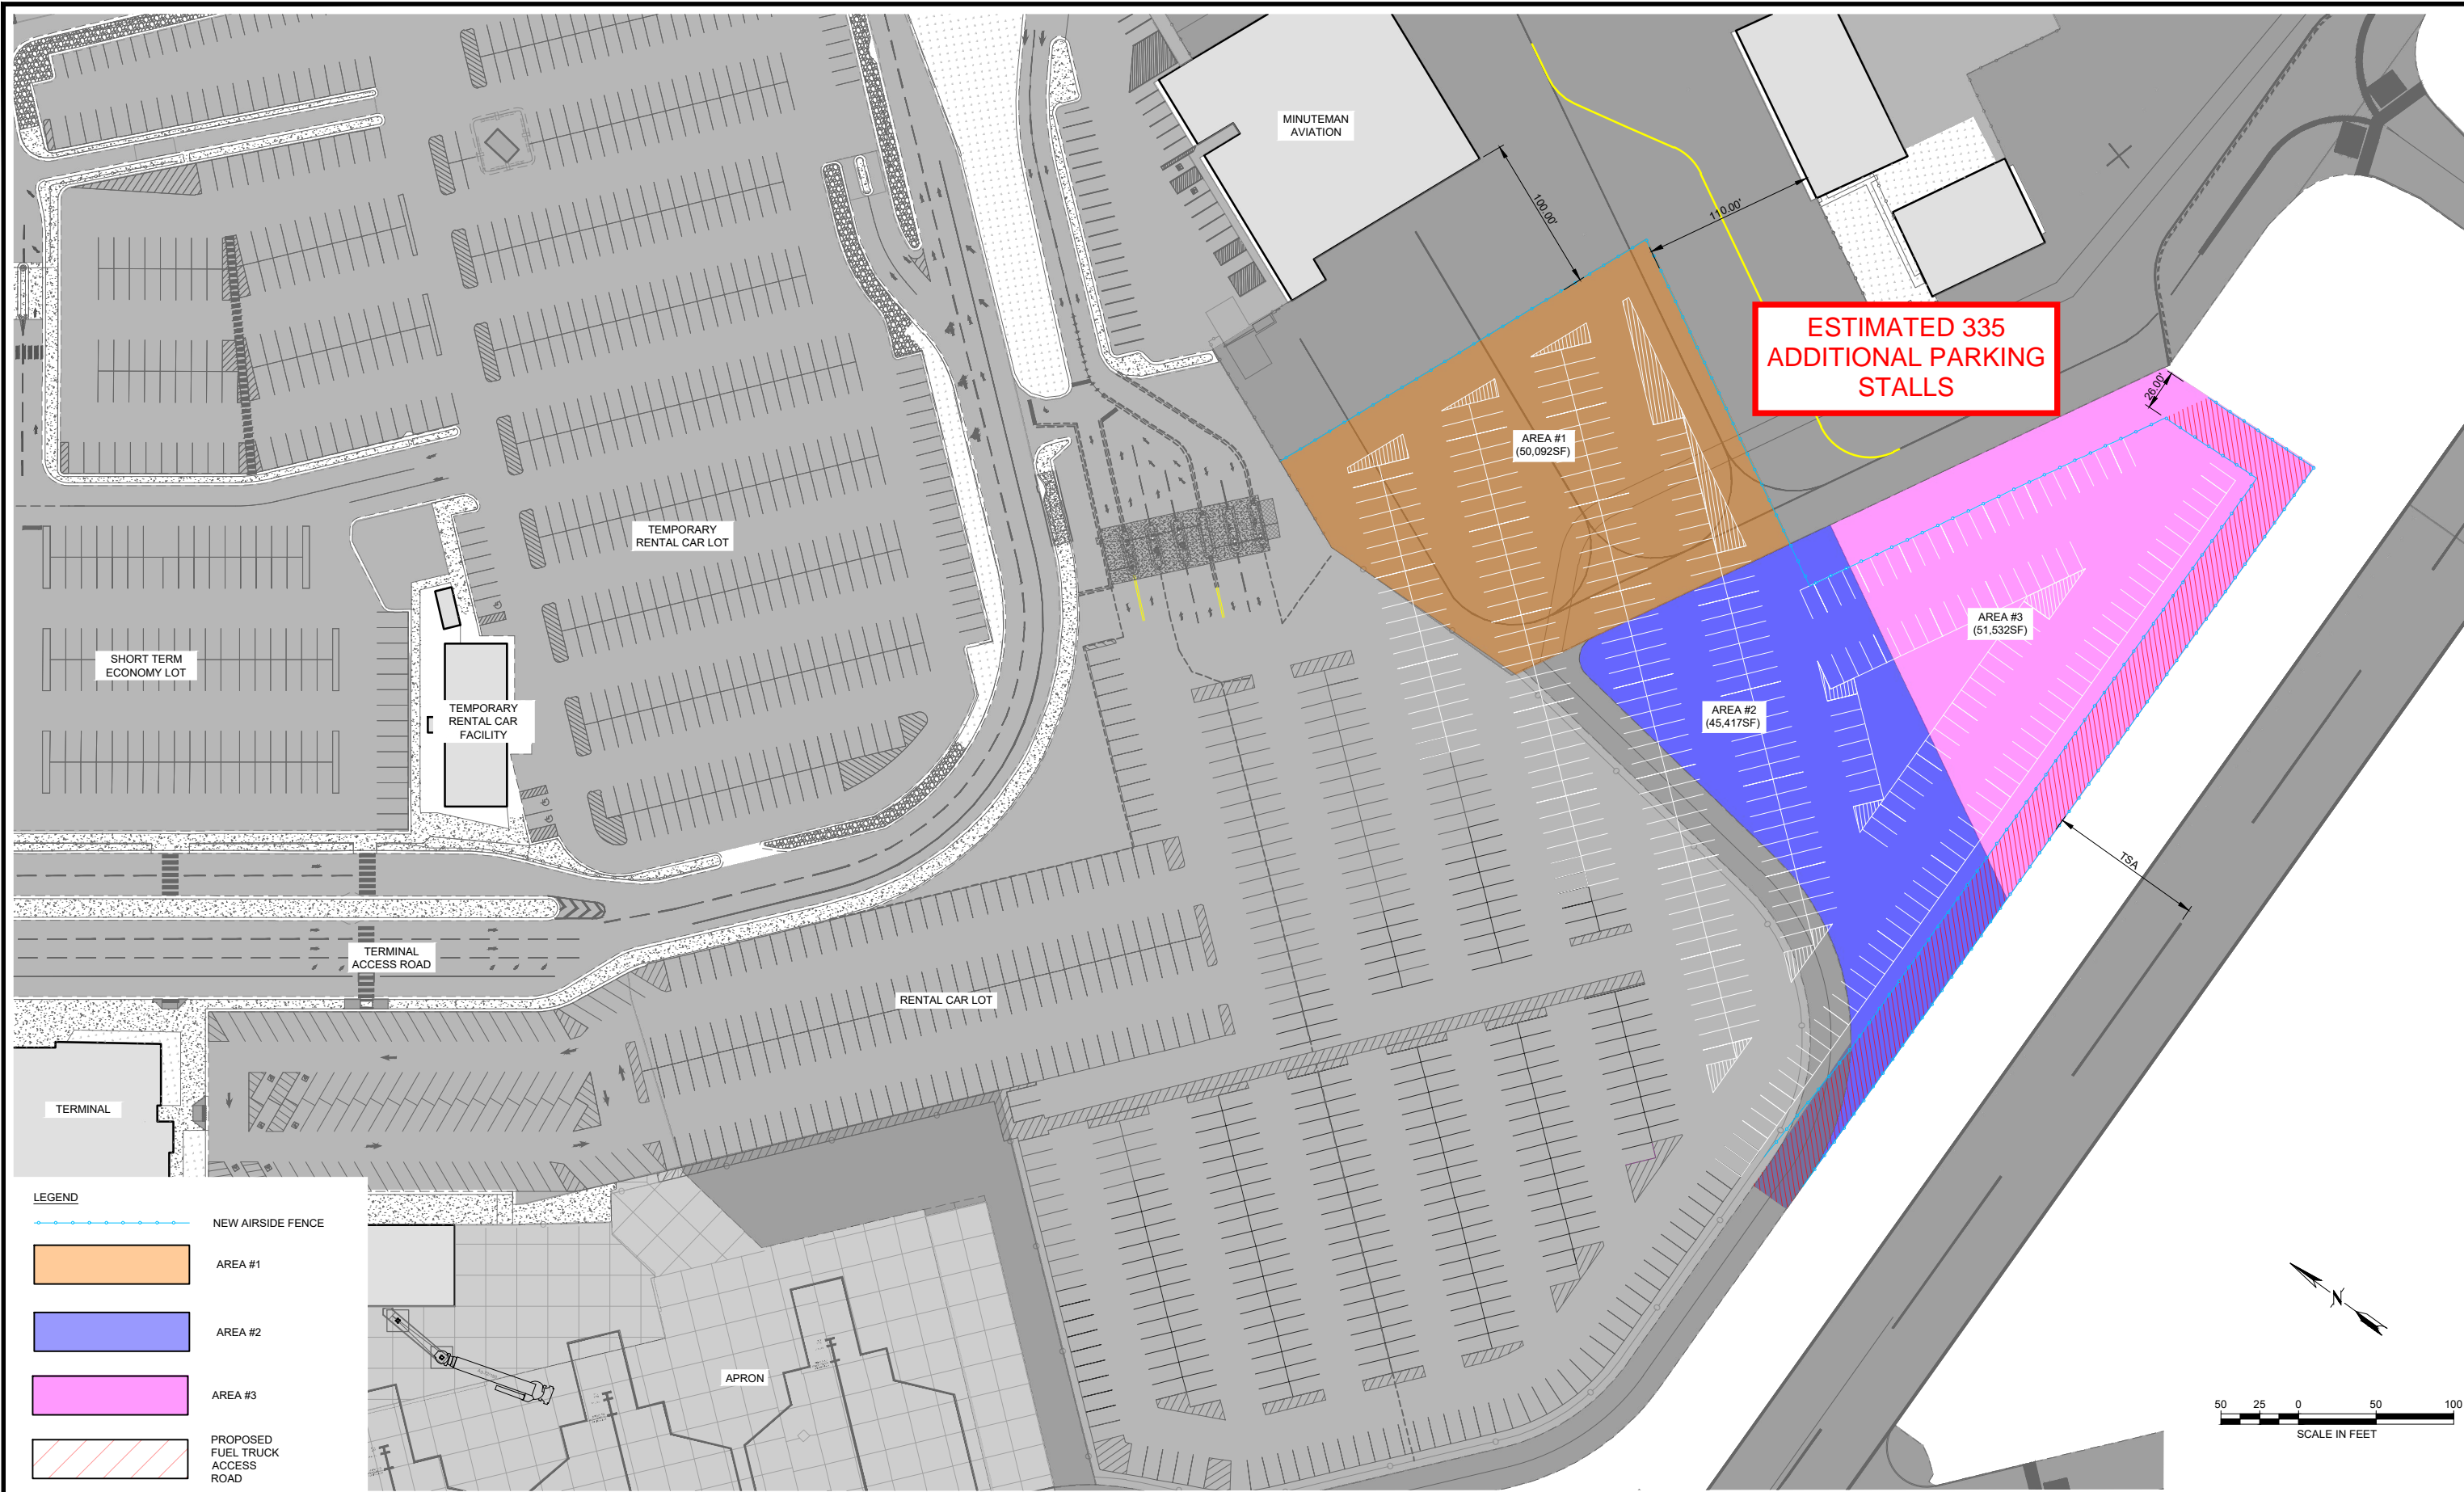 MINUTEMAN
AVIATION
100.00'
110.00'
ESTIMATED 335
ADDITIONAL PARKING
STALLS
26.00'
AREA #1
(50,092SF)
TEMPORARY
RENTAL CAR LOT
AREA #3
(51,532SF)
SHORT TERM
ECONOMY LOT
TEMPORARY
RENTAL CAR
FACILITY
AREA #2
(45,417SF)
TSA
TERMINAL
ACCESS ROAD
RENTAL CAR LOT
TERMINAL
LEGEND
NEW AIRSIDE FENCE
AREA #1
AREA #2
AREA #3
PROPOSED
FUEL TRUCK
ACCESS
ROAD
APRON
N
50 25 0 50 100
SCALE IN FEET